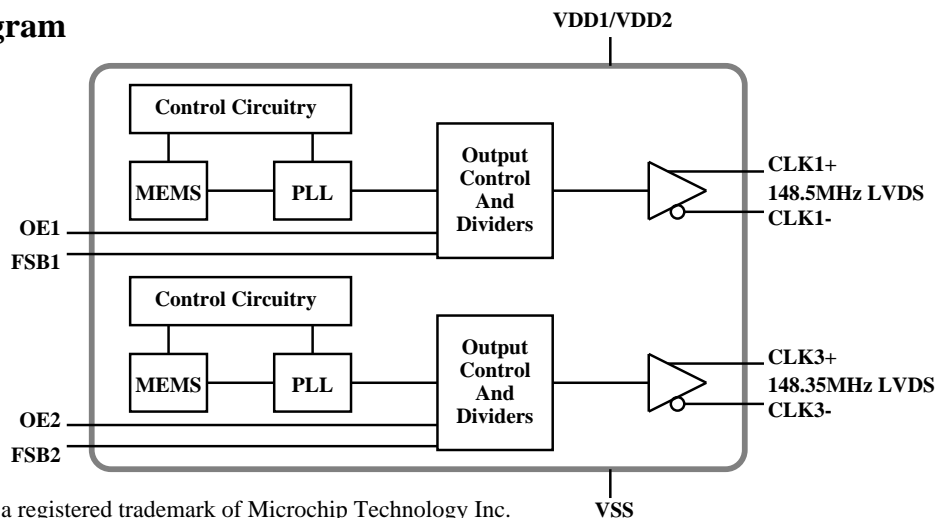 gram
VDD1/VDD2
Control Circuitry
MEMS
PLL
Output
Control
And
Dividers
CLK1+
148.5MHz LVDS
CLK1-
OE1
FSB1
Control Circuitry
MEMS
PLL
Output
Control
And
Dividers
CLK3+
148.35MHz LVDS
CLK3-
OE2
FSB2
a registered trademark of Microchip Technology Inc.
VSS